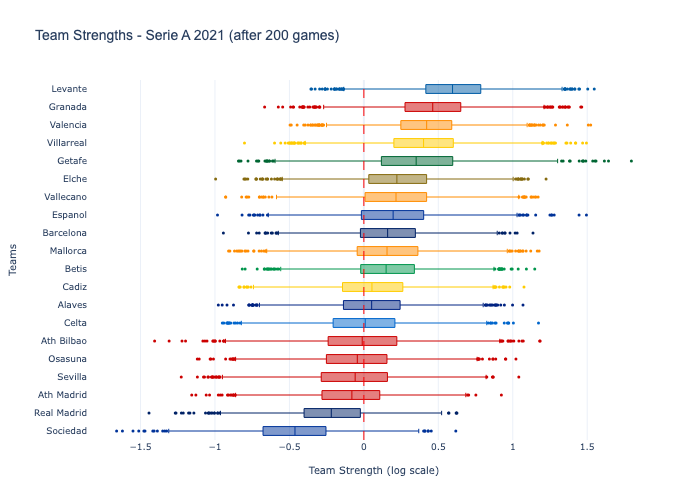 Team Strengths - Serie A 2021 (after 200 games)
Levante
Granada
Valencia
Villarreal
Getafe
Elche
Vallecano
Espanol
Barcelona
Mallorca
Betis
Cadiz
Alaves
Celta
Ath Bilbao
Osasuna
Sevilla
Ath Madrid
Real Madrid
Sociedad
Teams
−1.5 −1 −0.5 0 0.5 1 1.5
Team Strength (log scale)